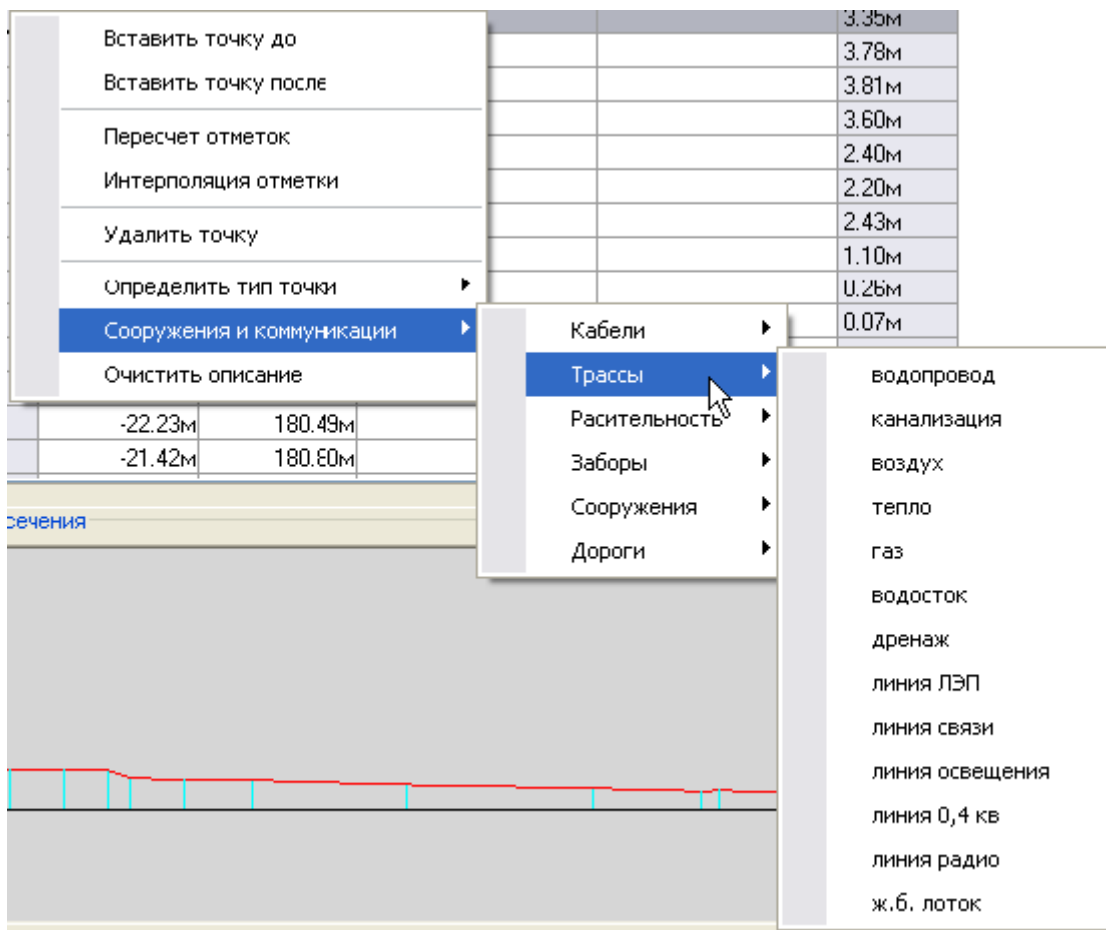 3.35м
Вставить точку до
3.78м
Вставить точку после
3.81м
3.60м
Пересчет отметок
2.40м
Интерполяция отметки
2.20м
2.43м
Удалить точку
1.10м
Определить тип точки
0.26м
Сооружения и коммуникации
Кабели
0.07м
Очистить описание
Трассы
водопровод
-22.23м 180.49м
Растительность
канализация
-21.42м 180.80м
Заборы
воздух
сечения
Сооружения
тепло
Дороги
газ
водосток
дренаж
линия ЛЭП
линия связи
линия освещения
линия 0,4 кв
линия радио
ж.б. лоток